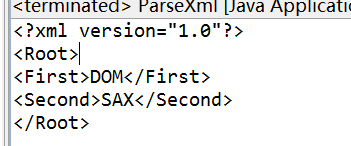 <terminated> ParseXml [Java Applicatio
<?xml version="1.0"?>
<Root>
<First>DOM</First>
<Second>SAX</Second>
</Root>